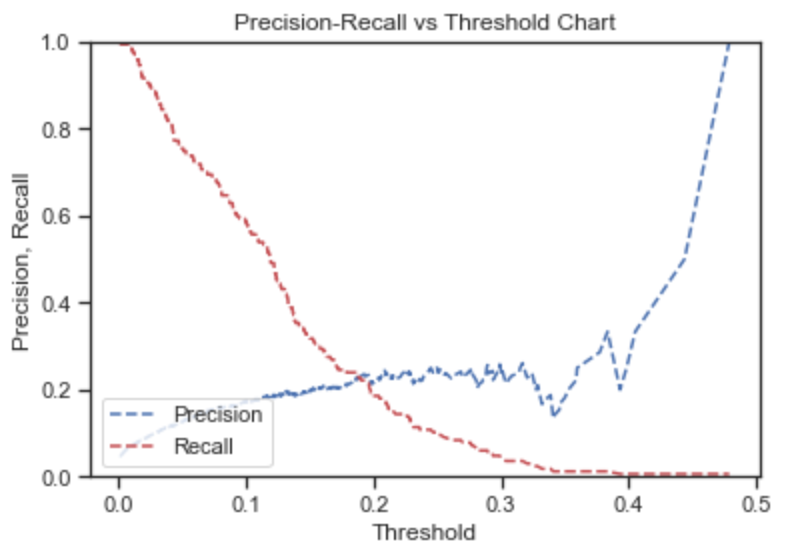 Precision-Recall vs Threshold Chart
1.0
0.8
0.6
0.4
0.2
0.0
Precision, Recall
Precision
Recall
0.0 0.1 0.2 0.3 0.4 0.5
Threshold